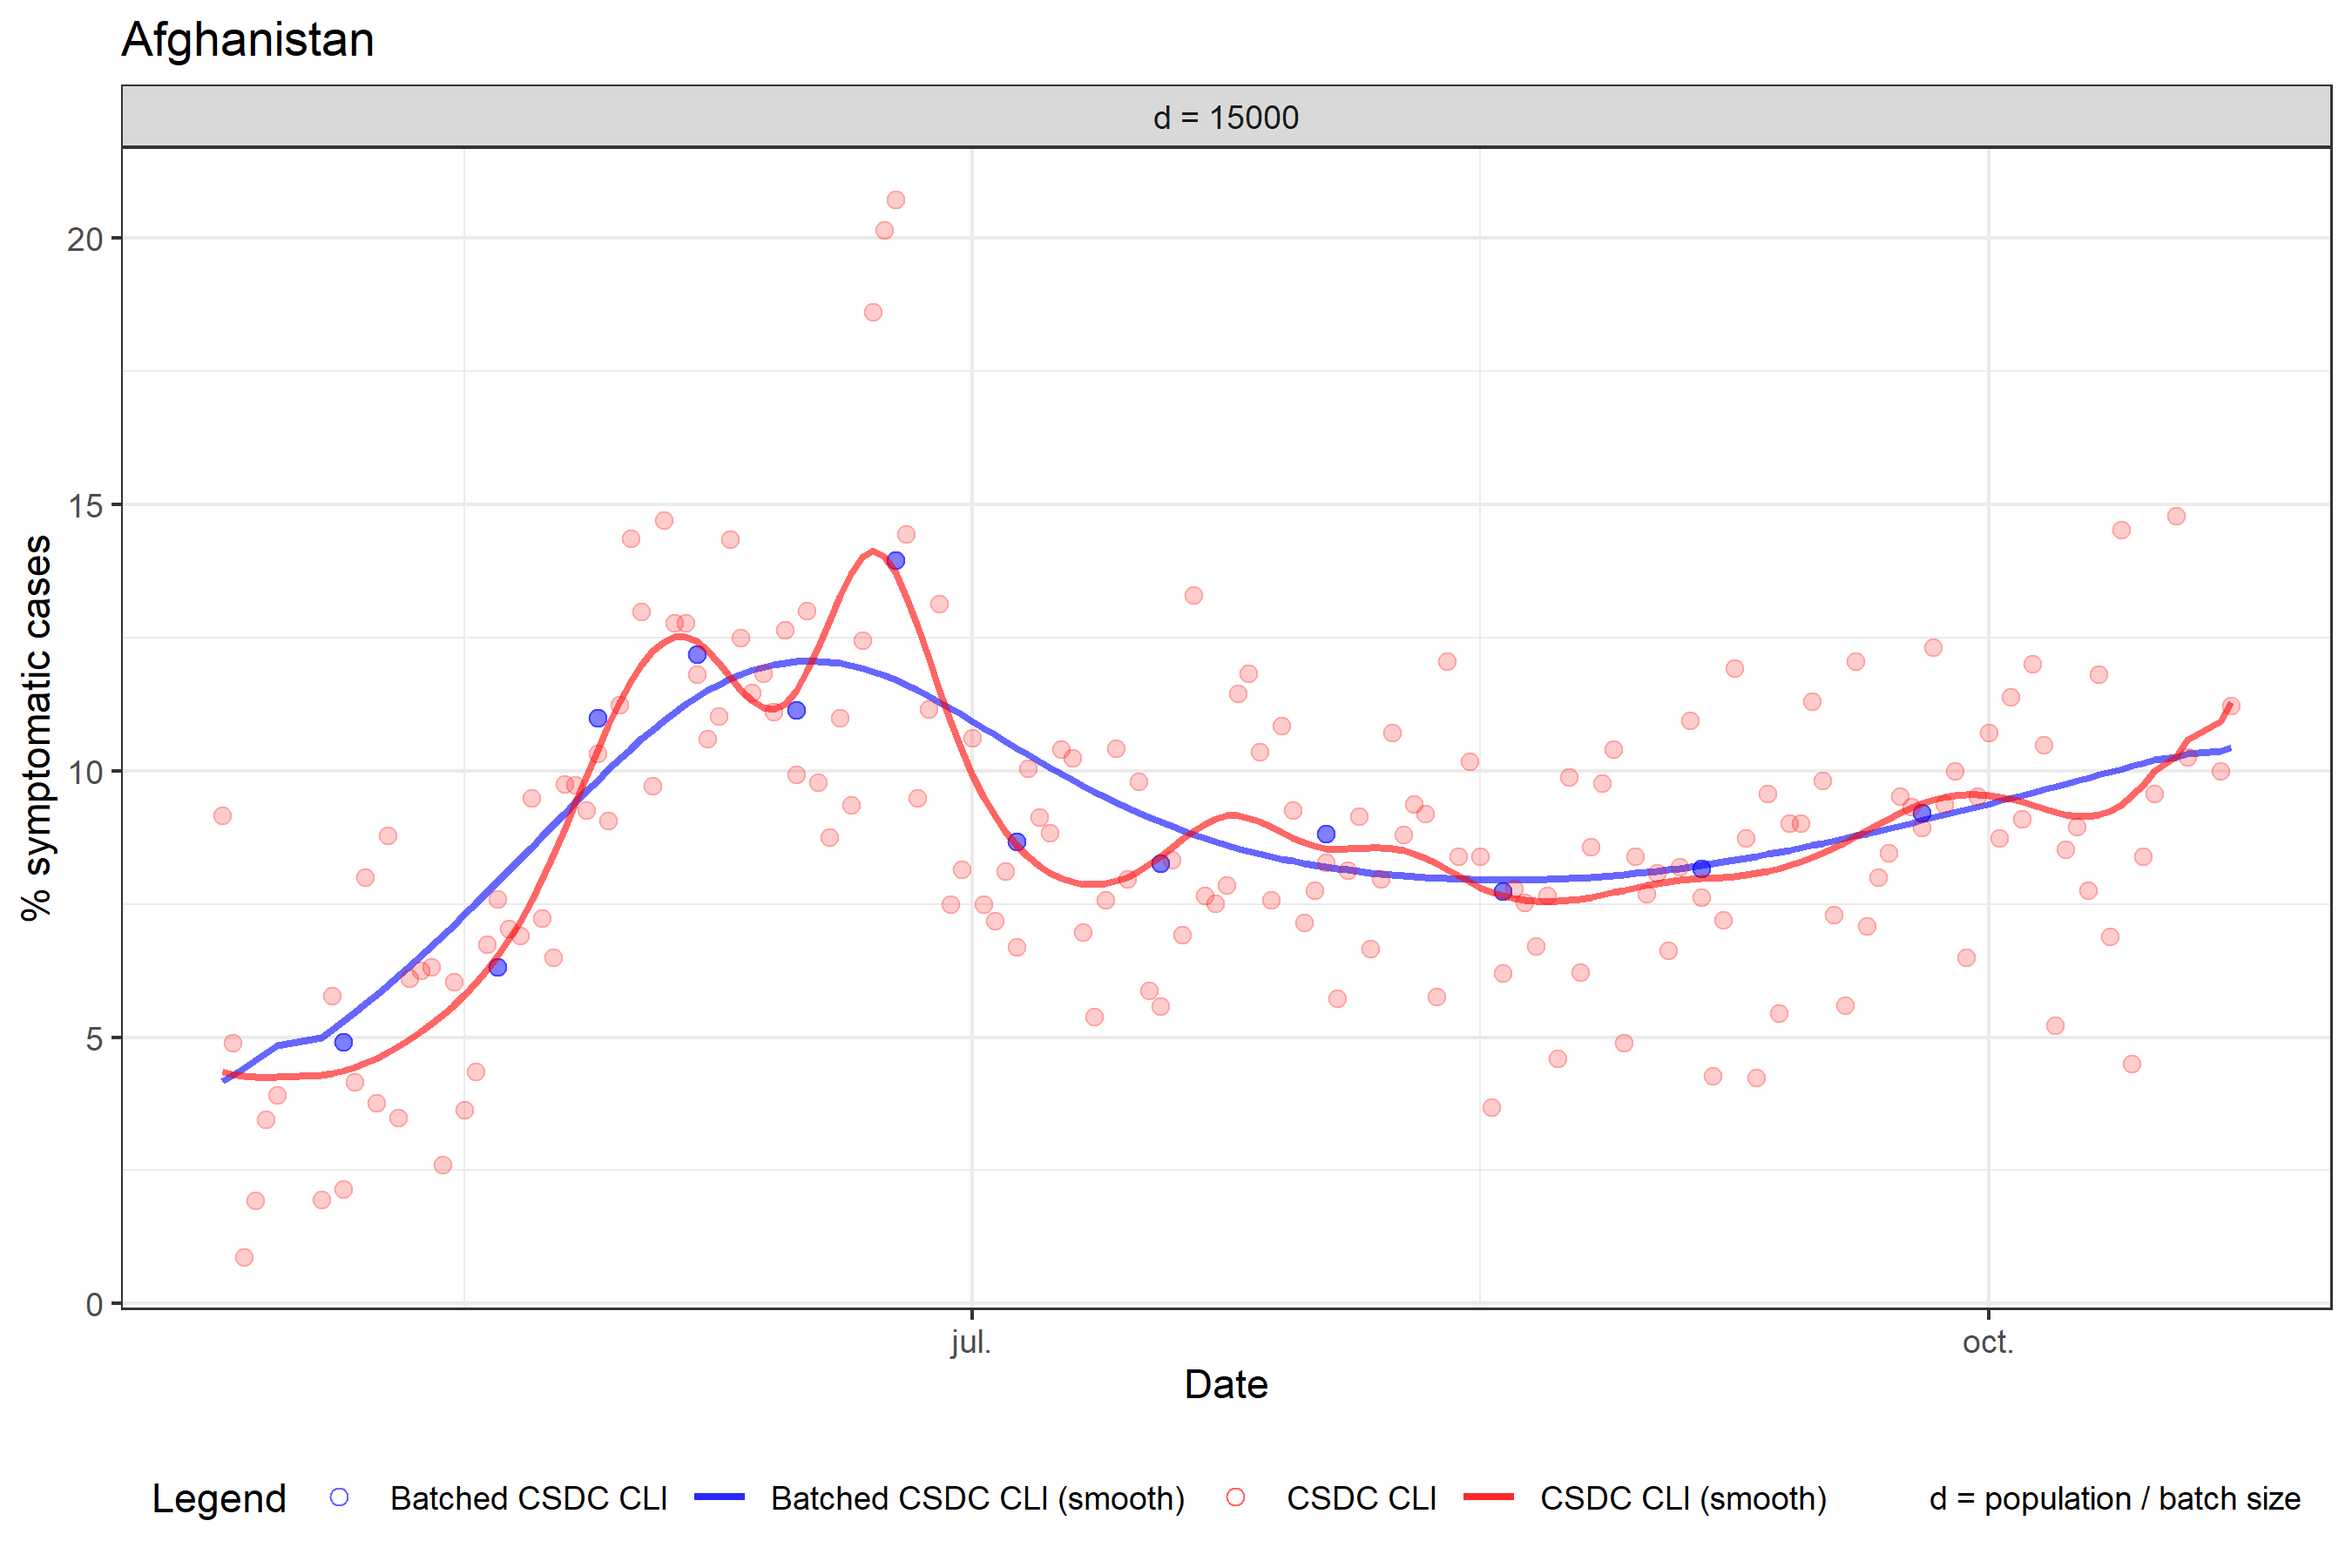 Afghanistan
d = 15000
% symptomatic cases
20
15
10
5
0
jul.
oct.
Date
Legend
Batched CSDC CLI
Batched CSDC CLI (smooth)
CSDC CLI
CSDC CLI (smooth)
d = population / batch size